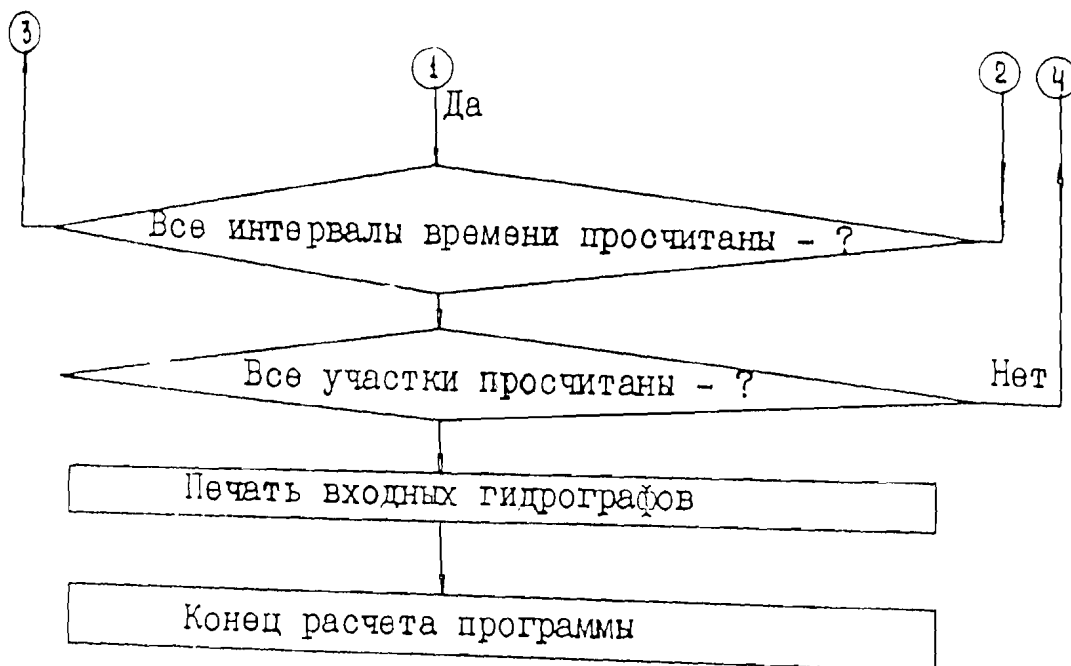 3
1
2
4
Да
Все интервалы времени просчитаны - ?
Все участки просчитаны - ?
Нет
Печать входных гидрографов
Конец расчета программы